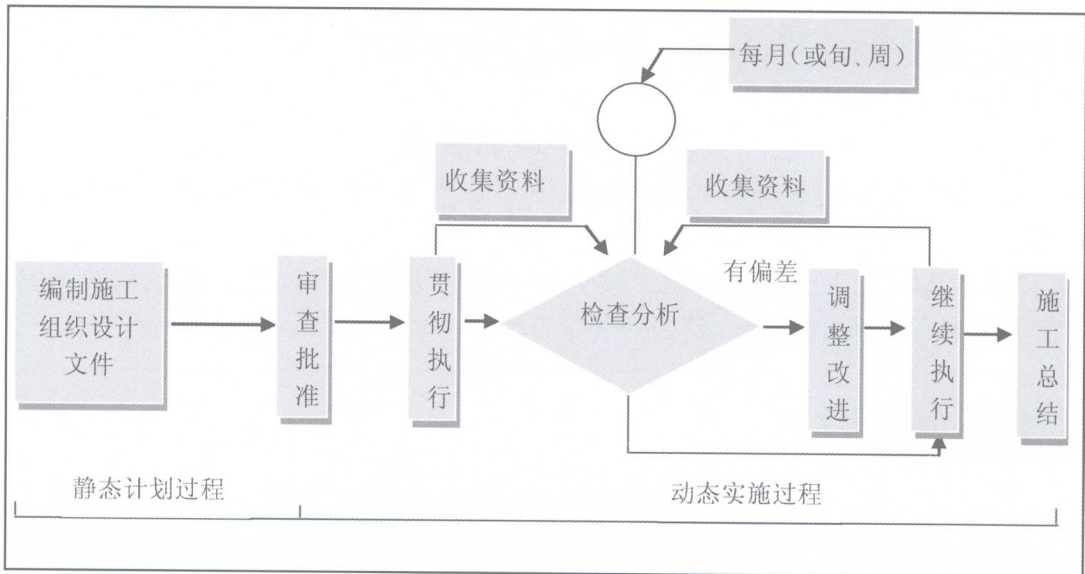 每月(或旬、周)
收集资料
收集资料
编制施工
组织设计
文件
审查批准
贯彻执行
检查分析
有偏差
调整改进
继续执行
施工总结
静态计划过程
动态实施过程